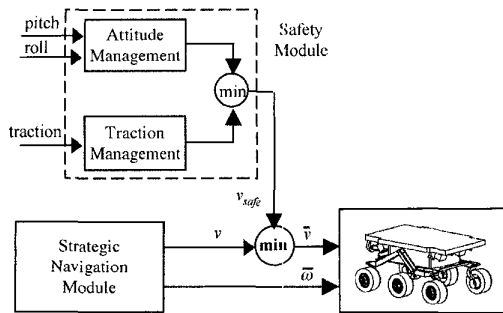 pitch
roll
Attitude
Management
Safety
Module
min
traction
Traction
Management
v_safe
v
min
v̄
Strategic
Navigation
Module
ω̄